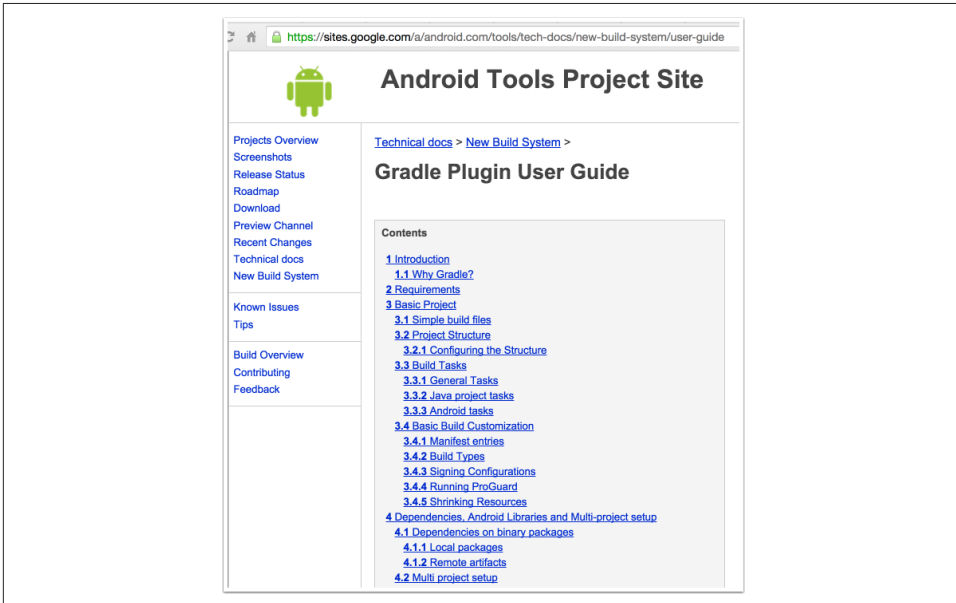 https://sites.google.com/a/android.com/tools/tech-docs/new-build-system/user-guide
Android Tools Project Site
Projects Overview
Screenshots
Release Status
Roadmap
Download
Preview Channel
Recent Changes
Technical docs
New Build System
Known Issues
Tips
Build Overview
Contributing
Feedback
Technical docs > New Build System >
Gradle Plugin User Guide
Contents
1 Introduction
1.1 Why Gradle?
2 Requirements
3 Basic Project
3.1 Simple build files
3.2 Project Structure
3.2.1 Configuring the Structure
3.3 Build Tasks
3.3.1 General Tasks
3.3.2 Java project tasks
3.3.3 Android tasks
3.4 Basic Build Customization
3.4.1 Manifest entries
3.4.2 Build Types
3.4.3 Signing Configurations
3.4.4 Running ProGuard
3.4.5 Shrinking Resources
4 Dependencies, Android Libraries and Multi-project setup
4.1 Dependencies on binary packages
4.1.1 Local packages
4.1.2 Remote artifacts
4.2 Multi project setup